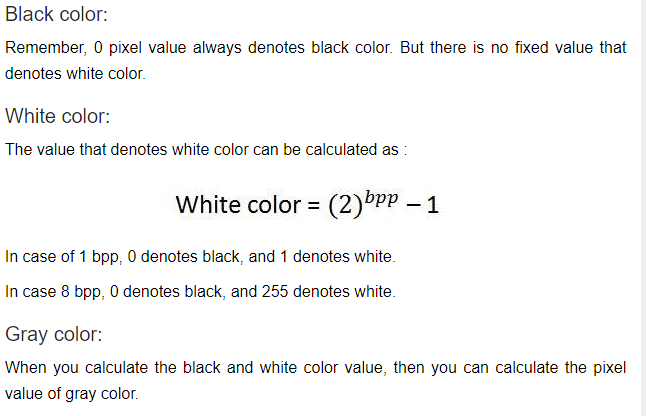 Black color:
Remember, 0 pixel value always denotes black color. But there is no fixed value that
denotes white color.
White color:
The value that denotes white color can be calculated as :
White color = (2)^bpp − 1
In case of 1 bpp, 0 denotes black, and 1 denotes white.
In case 8 bpp, 0 denotes black, and 255 denotes white.
Gray color:
When you calculate the black and white color value, then you can calculate the pixel
value of gray color.